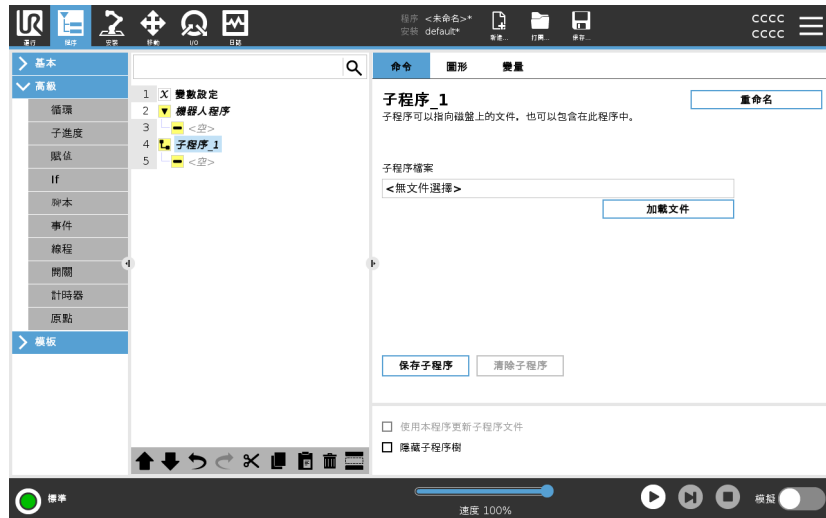 UR
運行
程序
安裝
移動
I/O
日誌
程序 <未命名>*
安裝 default*
新建...
打開...
保存...
cccc
cccc
基本
高級
循環
子進度
賦值
If
腳本
事件
線程
開關
計時器
原點
模板
1 X 變數設定
2 機器人程序
3 <空>
4 子程序_1
5 <空>
命令 圖形 變量
子程序_1
重命名
子程序可以指向磁盤上的文件，也可以包含在此程序中。
子程序檔案
<無文件選擇>
加載文件
保存子程序
清除子程序
使用本程序更新子程序文件
隱藏子程序樹
標準
速度 100%
模擬